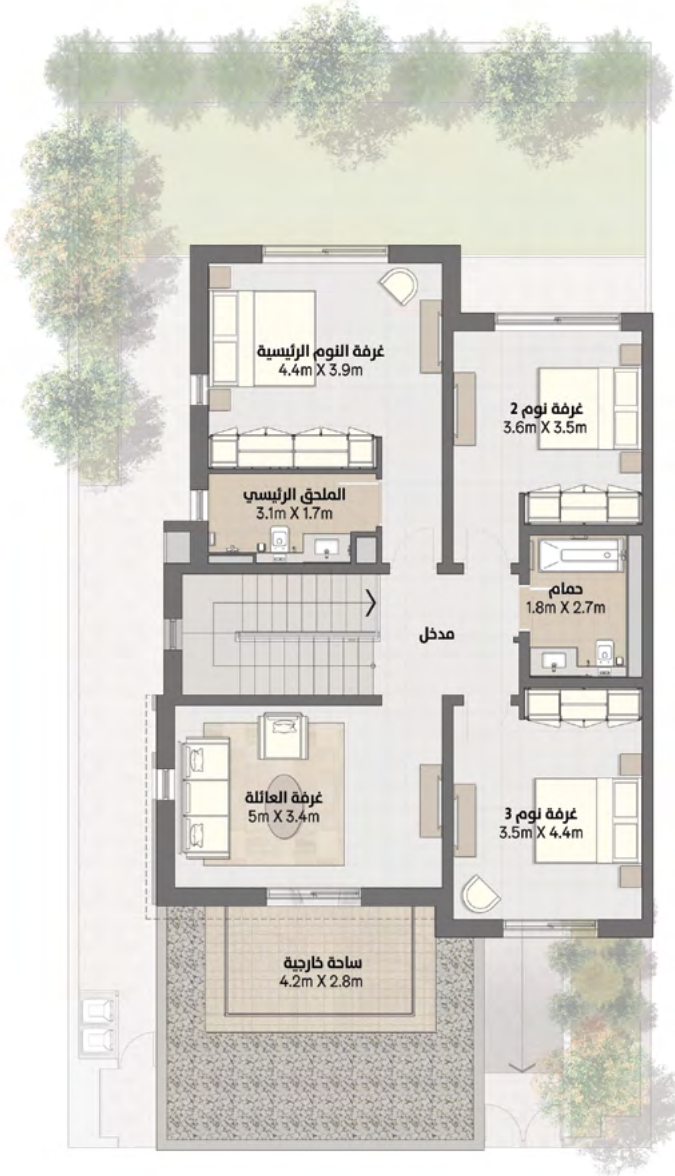 غرفة النوم الرئيسية
4.4m X 3.9m
غرفة نوم 2
3.6m X 3.5m
الملحق الرئيسي
3.1m X 1.7m
حمام
1.8m X 2.7m
مدخل
غرفة العائلة
5m X 3.4m
غرفة نوم 3
3.5m X 4.4m
ساحة خارجية
4.2m X 2.8m